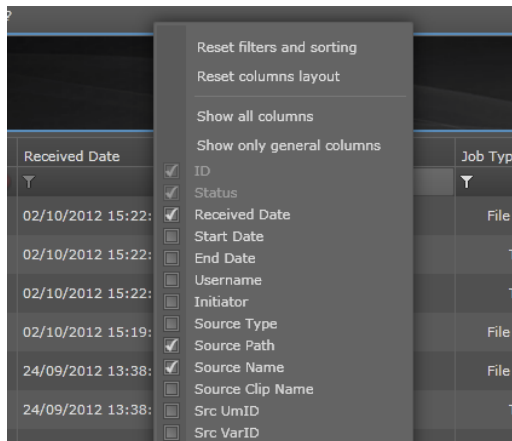 ?
Reset filters and sorting
Reset columns layout
Show all columns
Show only general columns
Received Date
Job Typ
ID
Status
Received Date
Start Date
End Date
Username
Initiator
Source Type
Source Path
Source Name
Source Clip Name
Src UmID
Src VarID
02/10/2012 15:22:
File
02/10/2012 15:22:
02/10/2012 15:22:
02/10/2012 15:19:
File
24/09/2012 13:38:
File
24/09/2012 13:38: